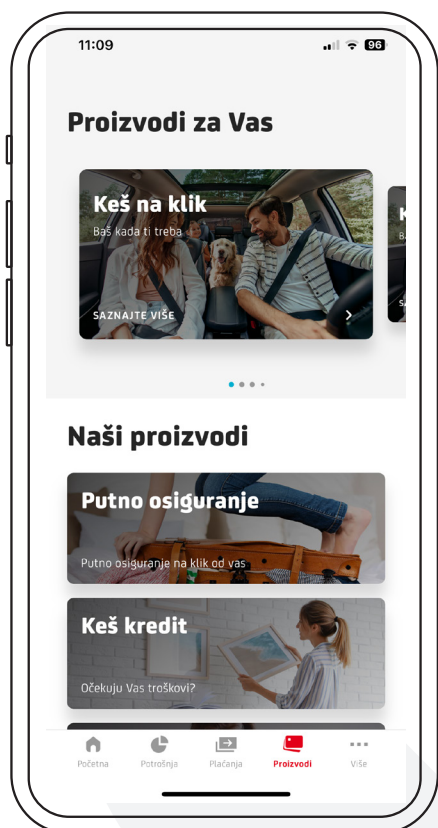 11:09
96
Proizvodi za Vas
Keš na klik
Baš kada ti treba
SAZNAJTE VIŠE
Naši proizvodi
Putno osiguranje
Putno osiguranje na klik od vas
Keš kredit
Očekuju Vas troškovi?
Početna
Potrošnja
Plaćanja
Proizvodi
Više